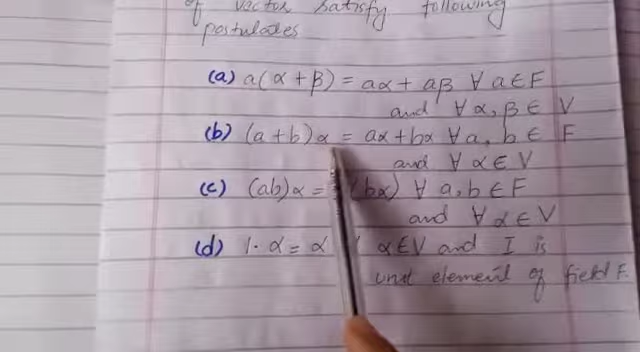 of vector satisfy following
postulates
(a) a(α + β) = aα + aβ ∀ a ∈ F
and ∀ α, β ∈ V
(b) (a + b)α = aα + bα ∀ a, b ∈ F
and ∀ α ∈ V
(c) (ab)α = (bα) ∀ a, b ∈ F
and ∀ α ∈ V
(d) 1. α = α α ∈ V and I is
unit element of field F.